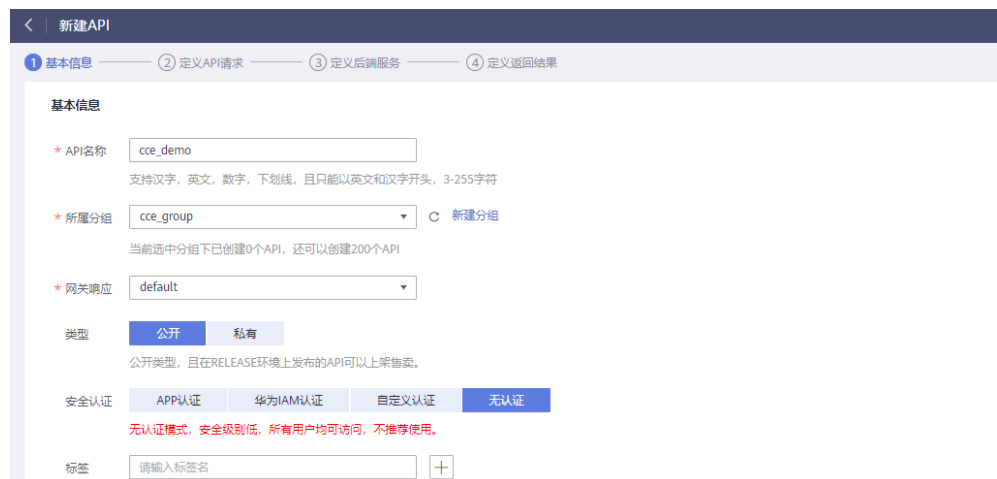 新建API
1 基本信息 2 定义API请求 3 定义后端服务 4 定义返回结果
基本信息
* API名称 cce_demo
支持汉字，英文，数字，下划线，且只能以英文和汉字开头，3-255字符
* 所属分组 cce_group 新建分组
当前选中分组下已创建0个API，还可以创建200个API
* 网关响应 default
类型 公开 私有
公开类型，且在RELEASE环境上发布的API可以上架售卖。
安全认证 APP认证 华为IAM认证 自定义认证 无认证
无认证模式，安全级别低，所有用户均可访问，不推荐使用。
标签 请输入标签名